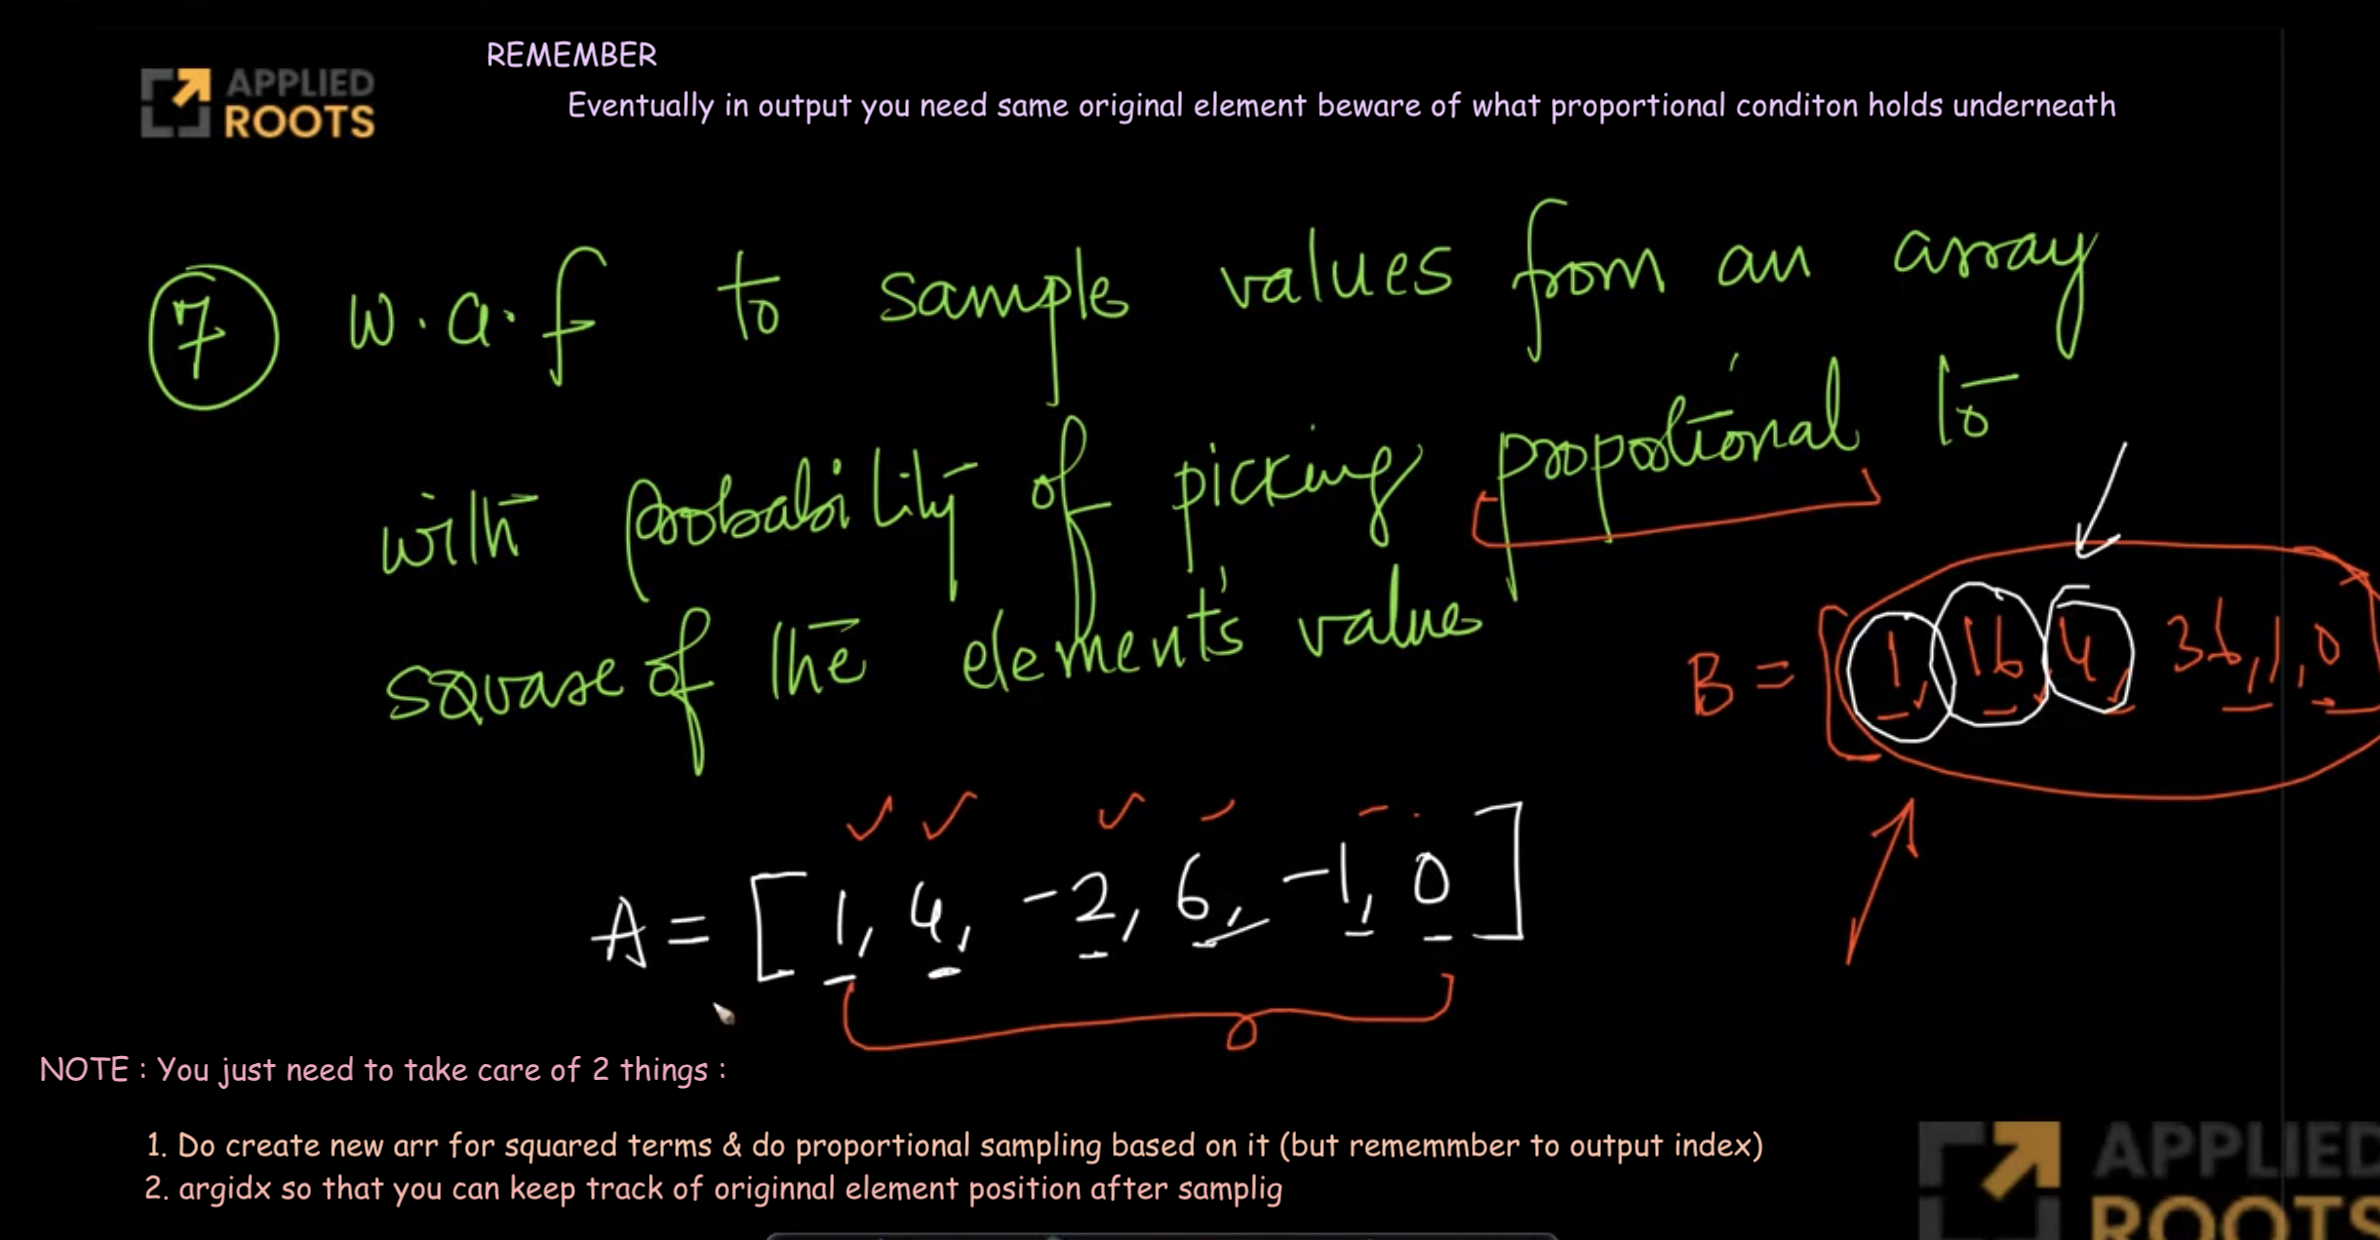 REMEMBER
APPLIED
ROOTS
Eventually in output you need same original element beware of what proportional conditon holds underneath
7 w.a.f to sample values from an array
with probability of picking propotional to
square of the element's value
B = [1, 16, 4, 36, 1, 0
A = [1, 4, -2, 6, -1, 0]
NOTE : You just need to take care of 2 things :
1. Do create new arr for squared terms & do proportional sampling based on it (but rememmber to output index)
2. argidx so that you can keep track of originnal element position after samplig
APPLIED
ROOTS